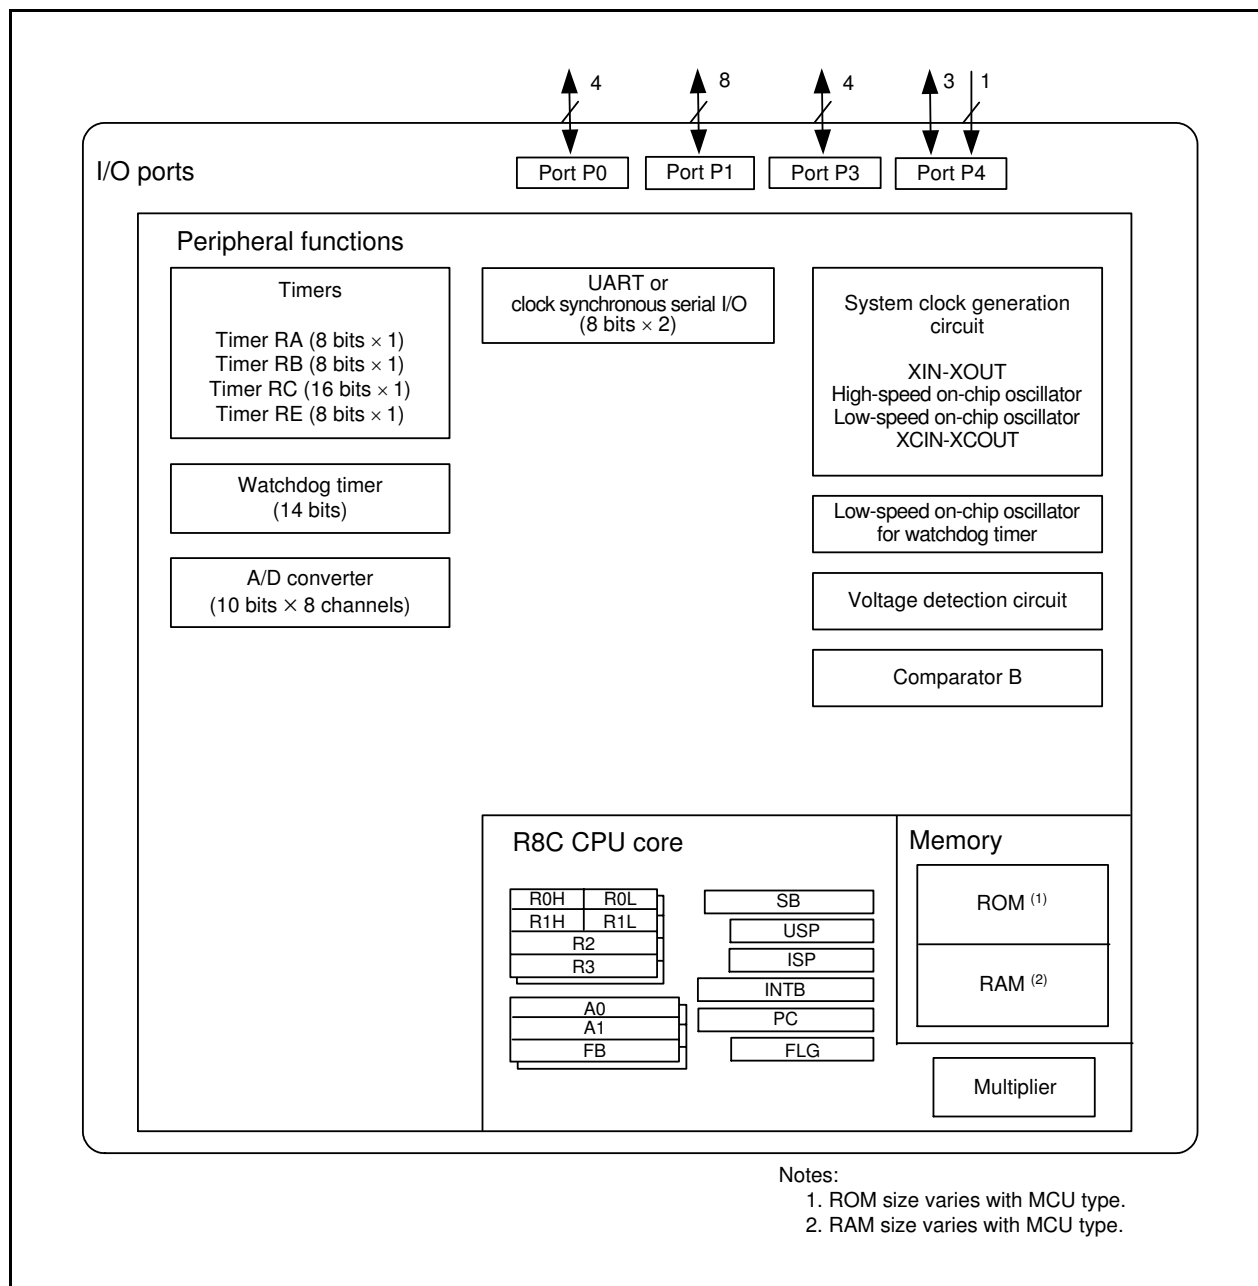 4
8
4
3
1
I/O ports
Port P0
Port P1
Port P3
Port P4
Peripheral functions
Timers
Timer RA (8 bits × 1)
Timer RB (8 bits × 1)
Timer RC (16 bits × 1)
Timer RE (8 bits × 1)
Watchdog timer
(14 bits)
A/D converter
(10 bits × 8 channels)
UART or
clock synchronous serial I/O
(8 bits × 2)
System clock generation
circuit
XIN-XOUT
High-speed on-chip oscillator
Low-speed on-chip oscillator
XCIN-XCOUT
Low-speed on-chip oscillator
for watchdog timer
Voltage detection circuit
Comparator B
R8C CPU core
R0H
R0L
R1H
R1L
R2
R3
A0
A1
FB
SB
USP
ISP
INTB
PC
FLG
Memory
ROM (1)
RAM (2)
Multiplier
Notes:
1. ROM size varies with MCU type.
2. RAM size varies with MCU type.